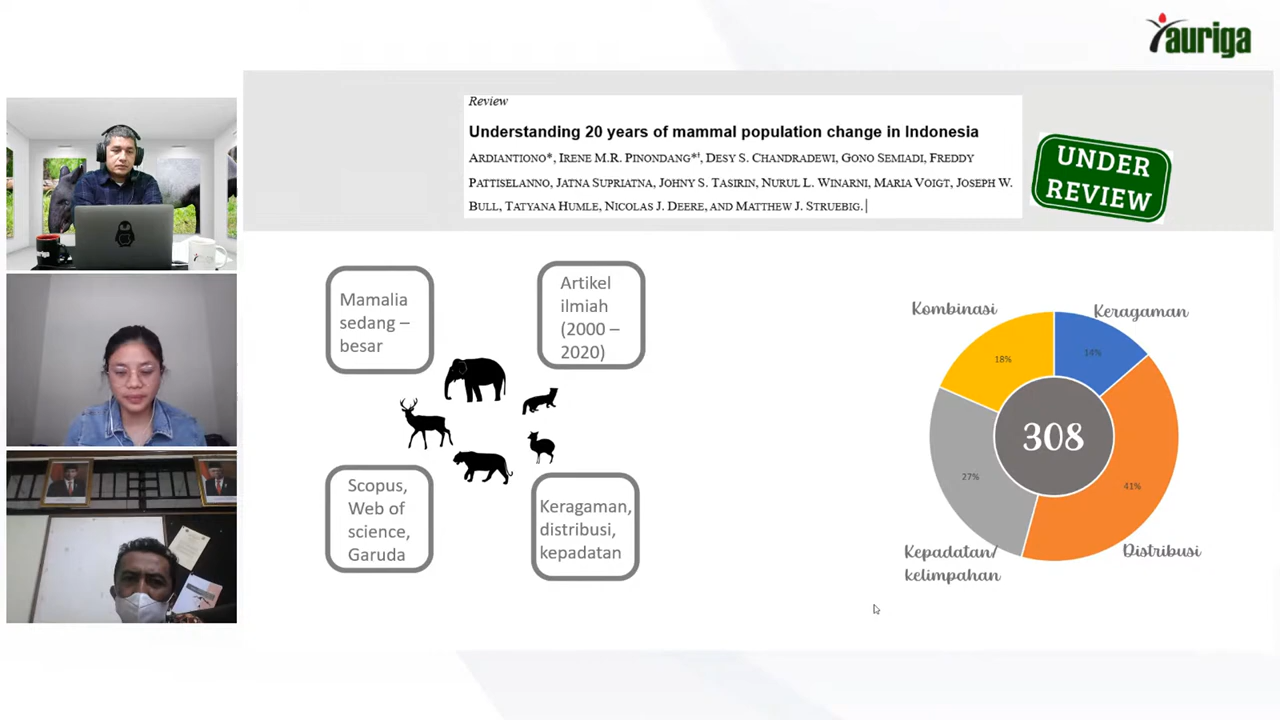 auriga
Review
Understanding 20 years of mammal population change in Indonesia
ARDIANTIONO*, IRENE M.R. PINONDANG*¹, DESY S. CHANDRADEWI, GONO SEMIADI, FREDDY
PATTISELANNO, JATNA SUPRIATNA, JOHNY S. TASIRIN, NURUL L. WINARNI, MARIA VOIGT, JOSEPH W.
BULL, TATYANA HUMLE, NICOLAS J. DEERE, AND MATTHEW J. STRUEBIG.
UNDER
REVIEW
Mamalia
sedang –
besar
Artikel
ilmiah
(2000 –
2020)
Scopus,
Web of
science,
Garuda
Keragaman,
distribusi,
kepadatan
Kombinasi
Keragaman
18%
14%
308
27%
41%
Kepadatan/
kelimpahan
Distribusi